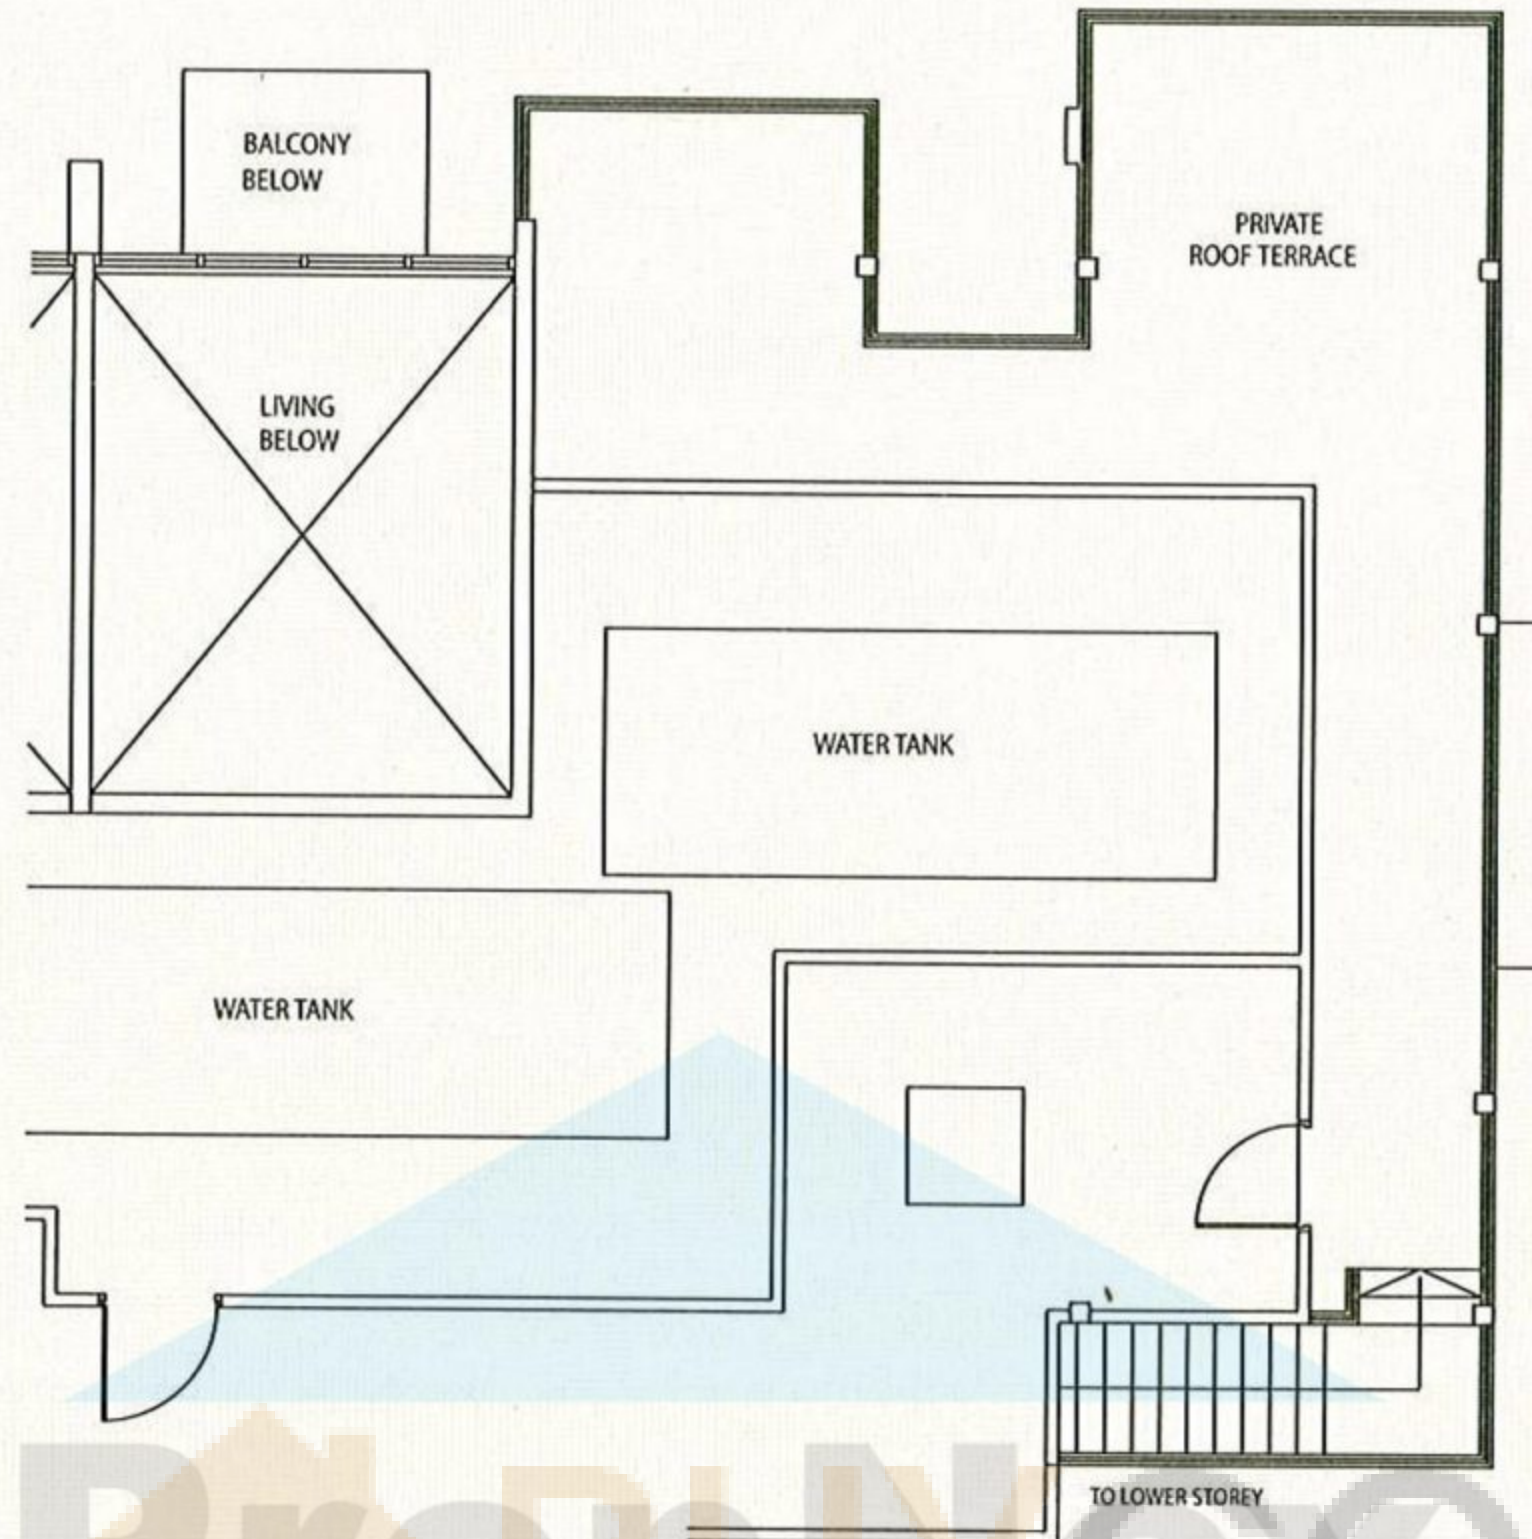 BALCONY
BELOW
PRIVATE
ROOF TERRACE
LIVING
BELOW
WATER TANK
WATER TANK
TO LOWER STOREY